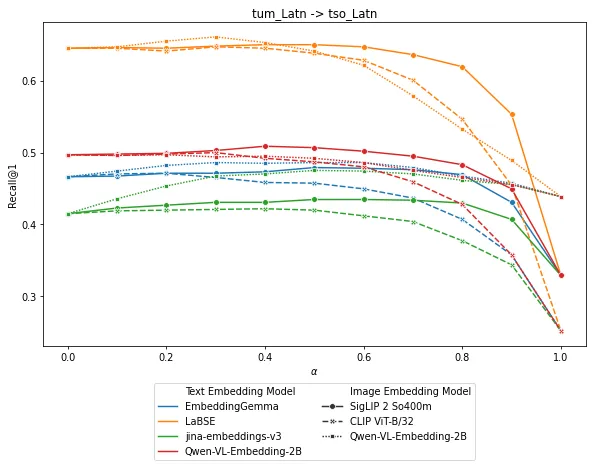 tum_Latn -> tso_Latn
Recall@1
0.6
0.5
0.4
0.3
0.0 0.2 0.4 0.6 0.8 1.0
α
Text Embedding Model Image Embedding Model
EmbeddingGemma SigLIP 2 So400m
LaBSE CLIP ViT-B/32
jina-embeddings-v3 Qwen-VL-Embedding-2B
Qwen-VL-Embedding-2B